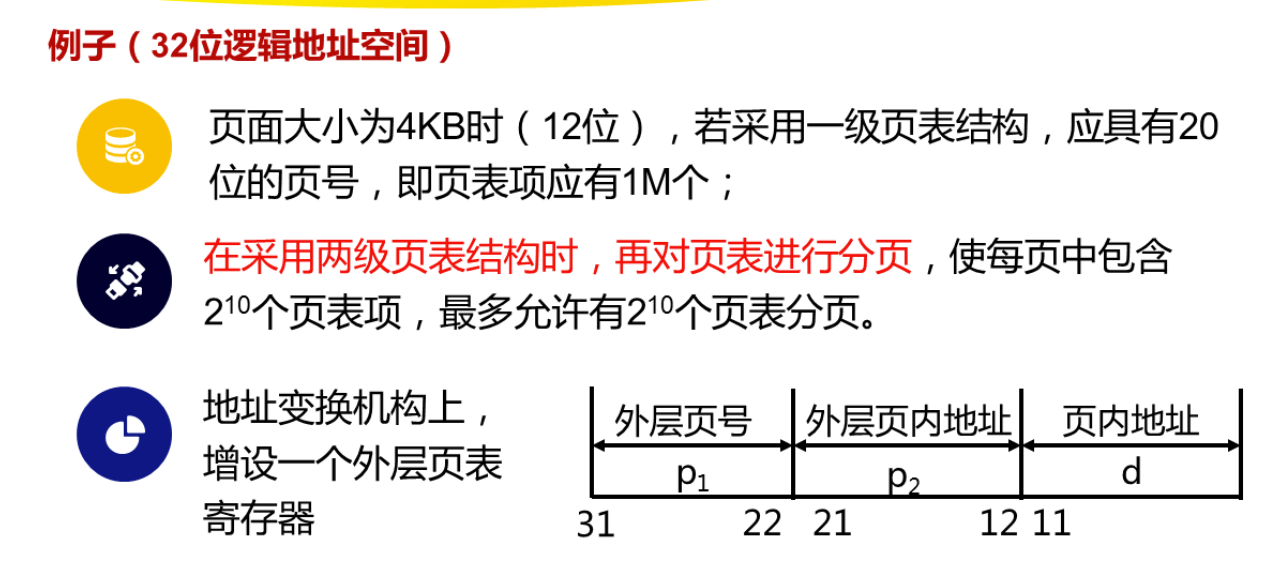 例子（32位逻辑地址空间）
页面大小为4KB时（12位），若采用一级页表结构，应具有20
位的页号，即页表项应有1M个；
在采用两级页表结构时，再对页表进行分页，使每页中包含
2¹⁰个页表项，最多允许有2¹⁰个页表分页。
地址变换机构上，
增设一个外层页表
寄存器
外层页号 外层页内地址 页内地址
p₁ p₂ d
31 22 21 12 11